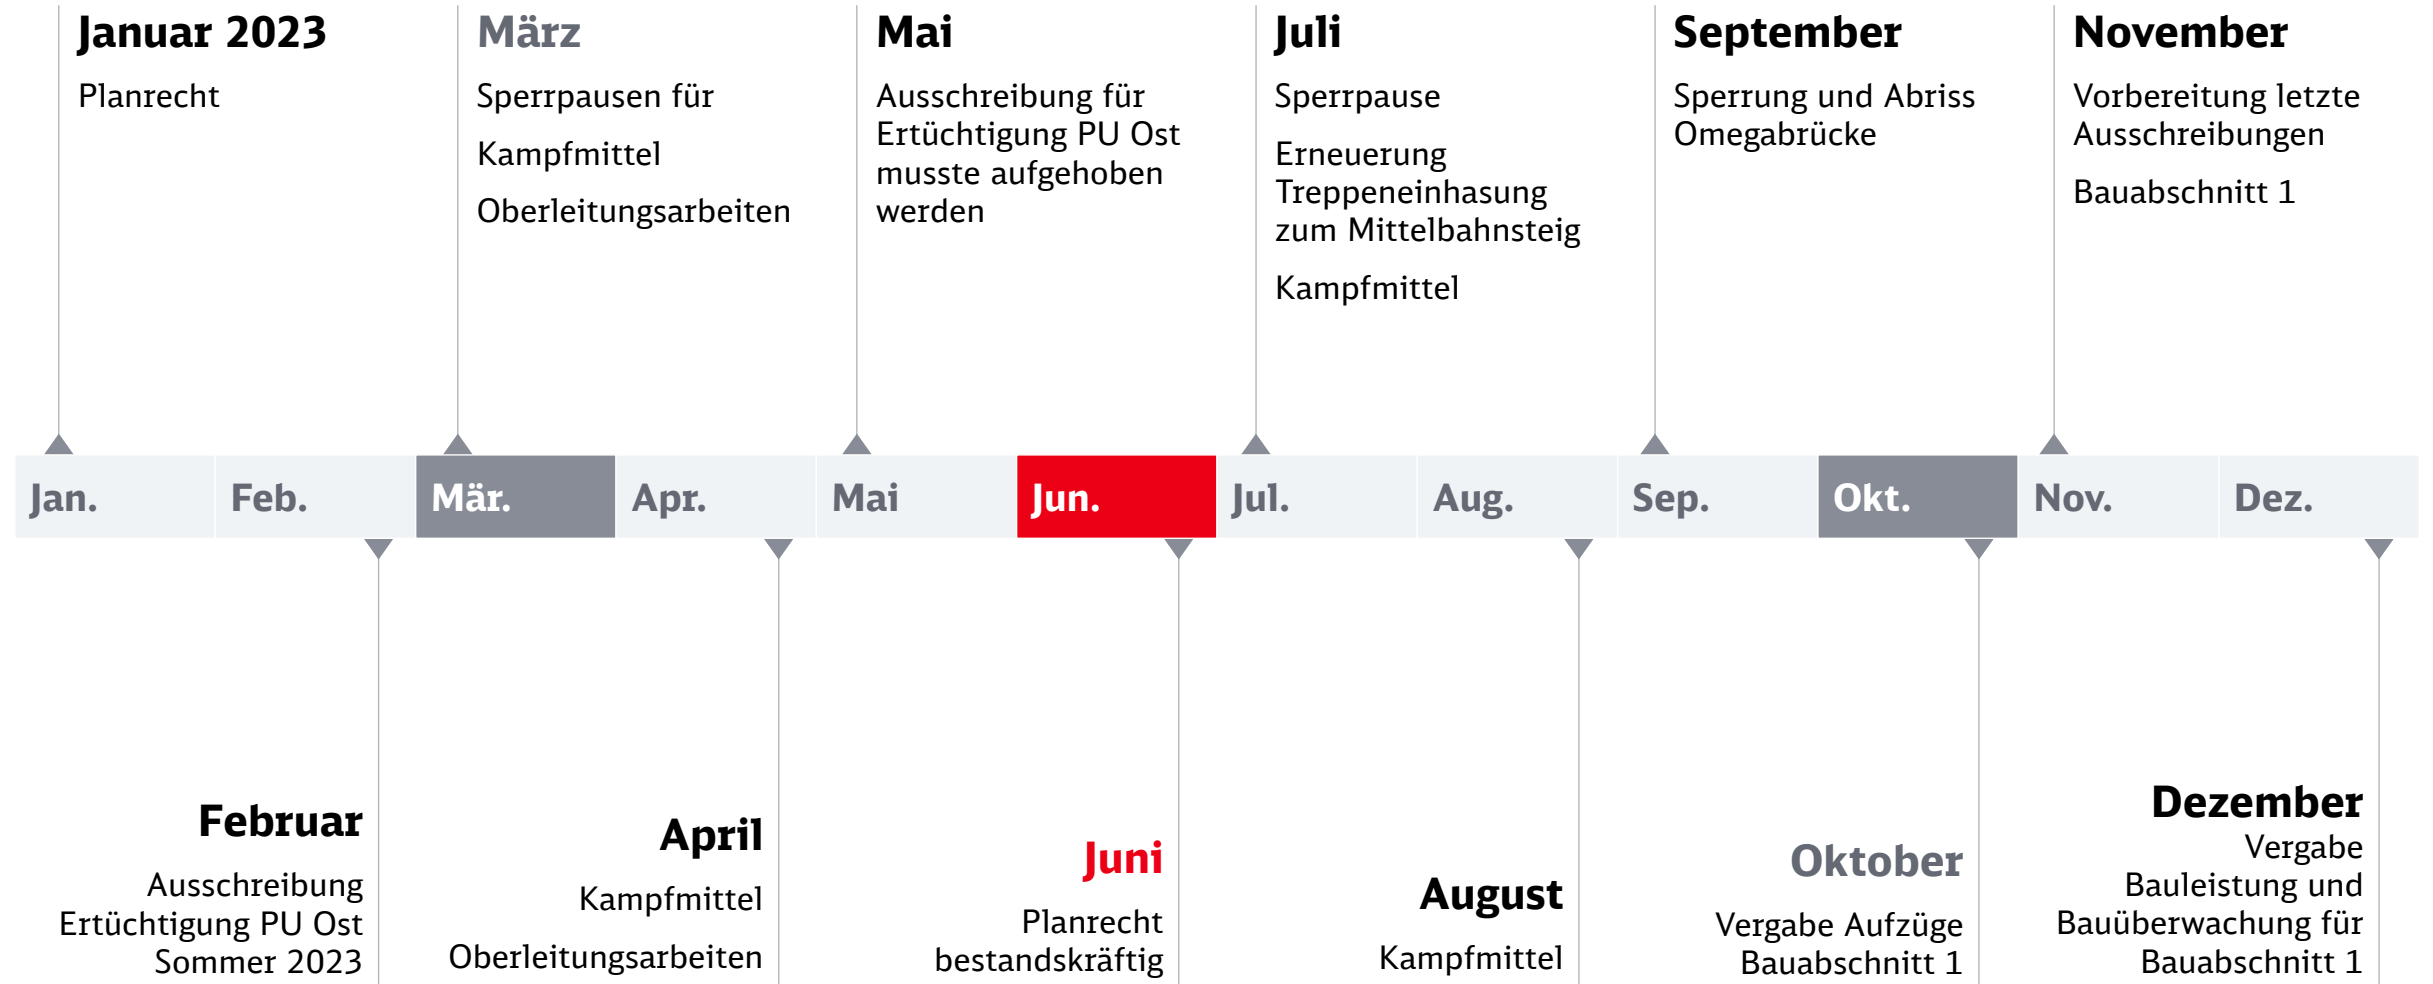 Januar 2023
Planrecht
März
Sperrpausen für
Kampfmittel
Oberleitungsarbeiten
Mai
Ausschreibung für
Ertüchtigung PU Ost
musste aufgehoben
werden
Juli
Sperrpause
Erneuerung
Treppeneinhasung
zum Mittelbahnsteig
Kampfmittel
September
Sperrung und Abriss
Omegabrücke
November
Vorbereitung letzte
Ausschreibungen
Bauabschnitt 1
Jan.
Feb.
Mär.
Apr.
Mai
Jun.
Jul.
Aug.
Sep.
Okt.
Nov.
Dez.
Februar
Ausschreibung
Ertüchtigung PU Ost
Sommer 2023
April
Kampfmittel
Oberleitungsarbeiten
Juni
Planrecht
bestandskräftig
August
Kampfmittel
Oktober
Vergabe Aufzüge
Bauabschnitt 1
Dezember
Vergabe
Bauleistung und
Bauüberwachung für
Bauabschnitt 1